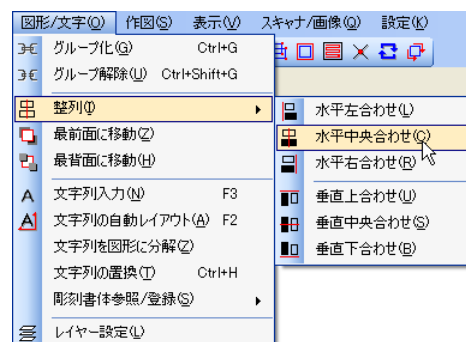 図形/文字(O) 作図(S) 表示(V) スキャナ/画像(Q) 設定(K)
グループ化(G) Ctrl+G
グループ解除(U) Ctrl+Shift+G
整列(I)
最前面に移動(Z)
最背面に移動(H)
文字列入力(N) F3
文字列の自動レイアウト(A) F2
文字列を図形に分解(Z)
文字列の置換(T) Ctrl+H
彫刻書体参照/登録(S)
レイヤー設定(L)
水平左合わせ(L)
水平中央合わせ(C)
水平右合わせ(R)
垂直上合わせ(U)
垂直中央合わせ(S)
垂直下合わせ(B)